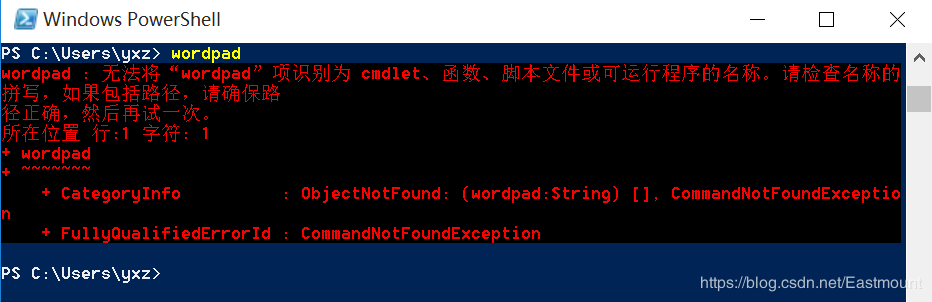 Windows PowerShell
PS C:\Users\yxz> wordpad
wordpad : 无法将“wordpad”项识别为 cmdlet、函数、脚本文件或可运行程序的名称。请检查名称的
拼写，如果包括路径，请确保路
径正确，然后再试一次。
所在位置 行:1 字符: 1
+ wordpad
+ ~~~~~~~
    + CategoryInfo          : ObjectNotFound: (wordpad:String) [], CommandNotFoundExceptio
n
    + FullyQualifiedErrorId : CommandNotFoundException
PS C:\Users\yxz>
https://blog.csdn.net/Eastmount